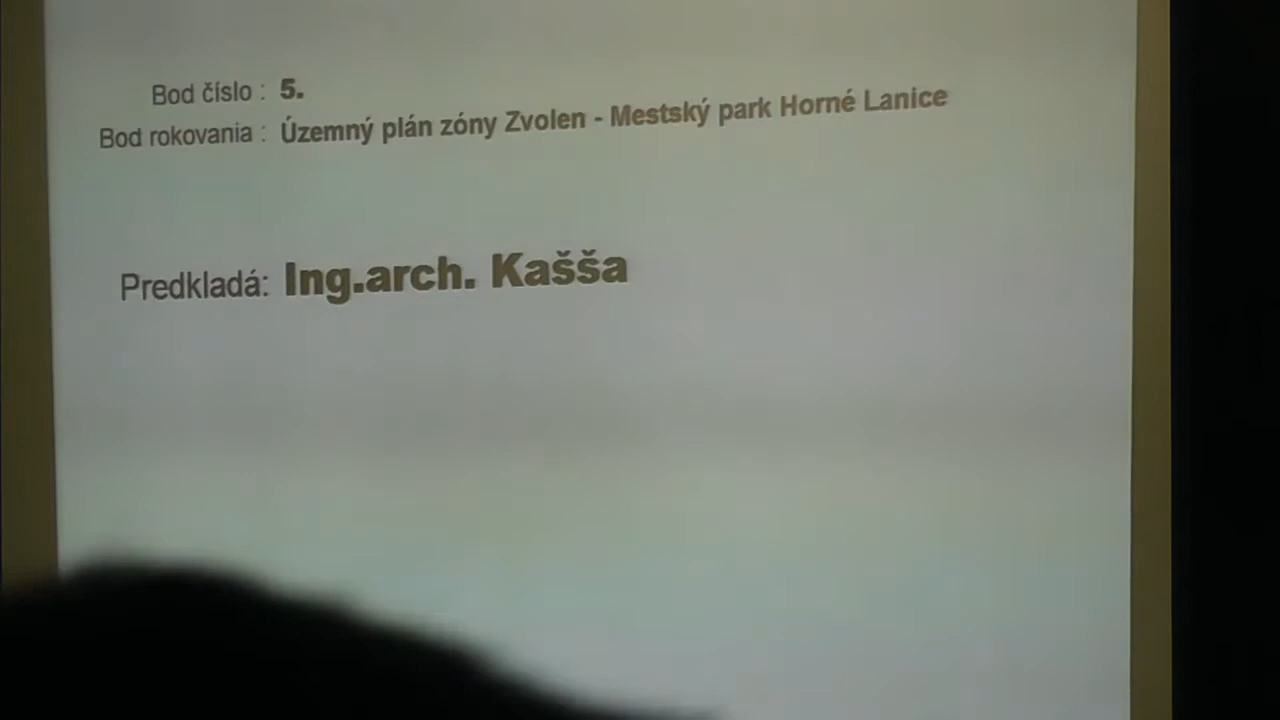 Bod číslo : 5.
Bod rokovania : Územný plán zóny Zvolen - Mestský park Horné Lanice
Predkladá: Ing.arch. Kašša